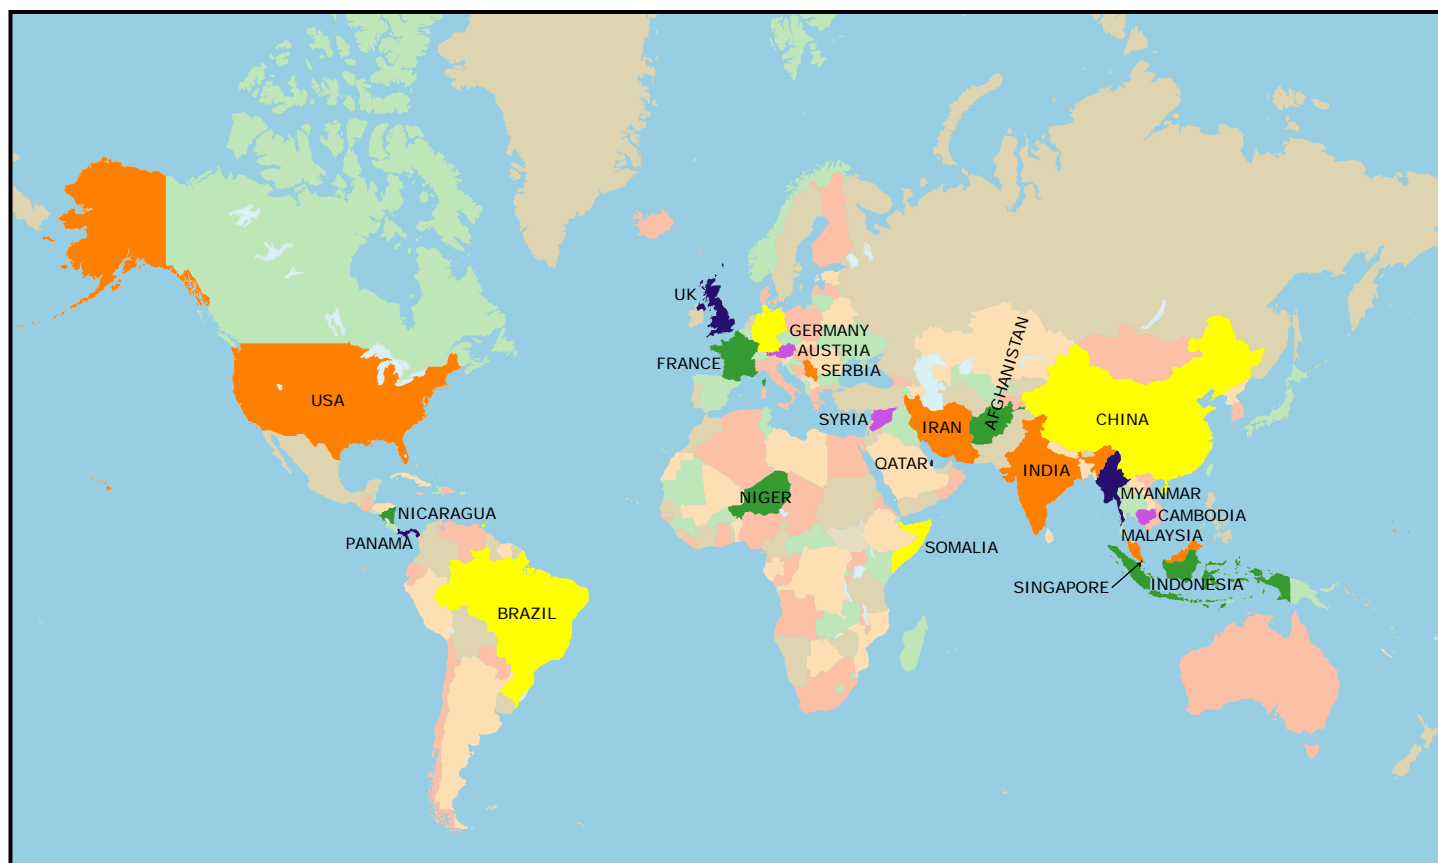 UK
GERMANY
AUSTRIA
FRANCE
SERBIA
AFGHANISTAN
USA
SYRIA
IRAN
CHINA
QATAR
INDIA
NIGER
MYANMAR
NICARAGUA
CAMBODIA
PANAMA
MALAYSIA
SOMALIA
SINGAPORE
INDONESIA
BRAZIL